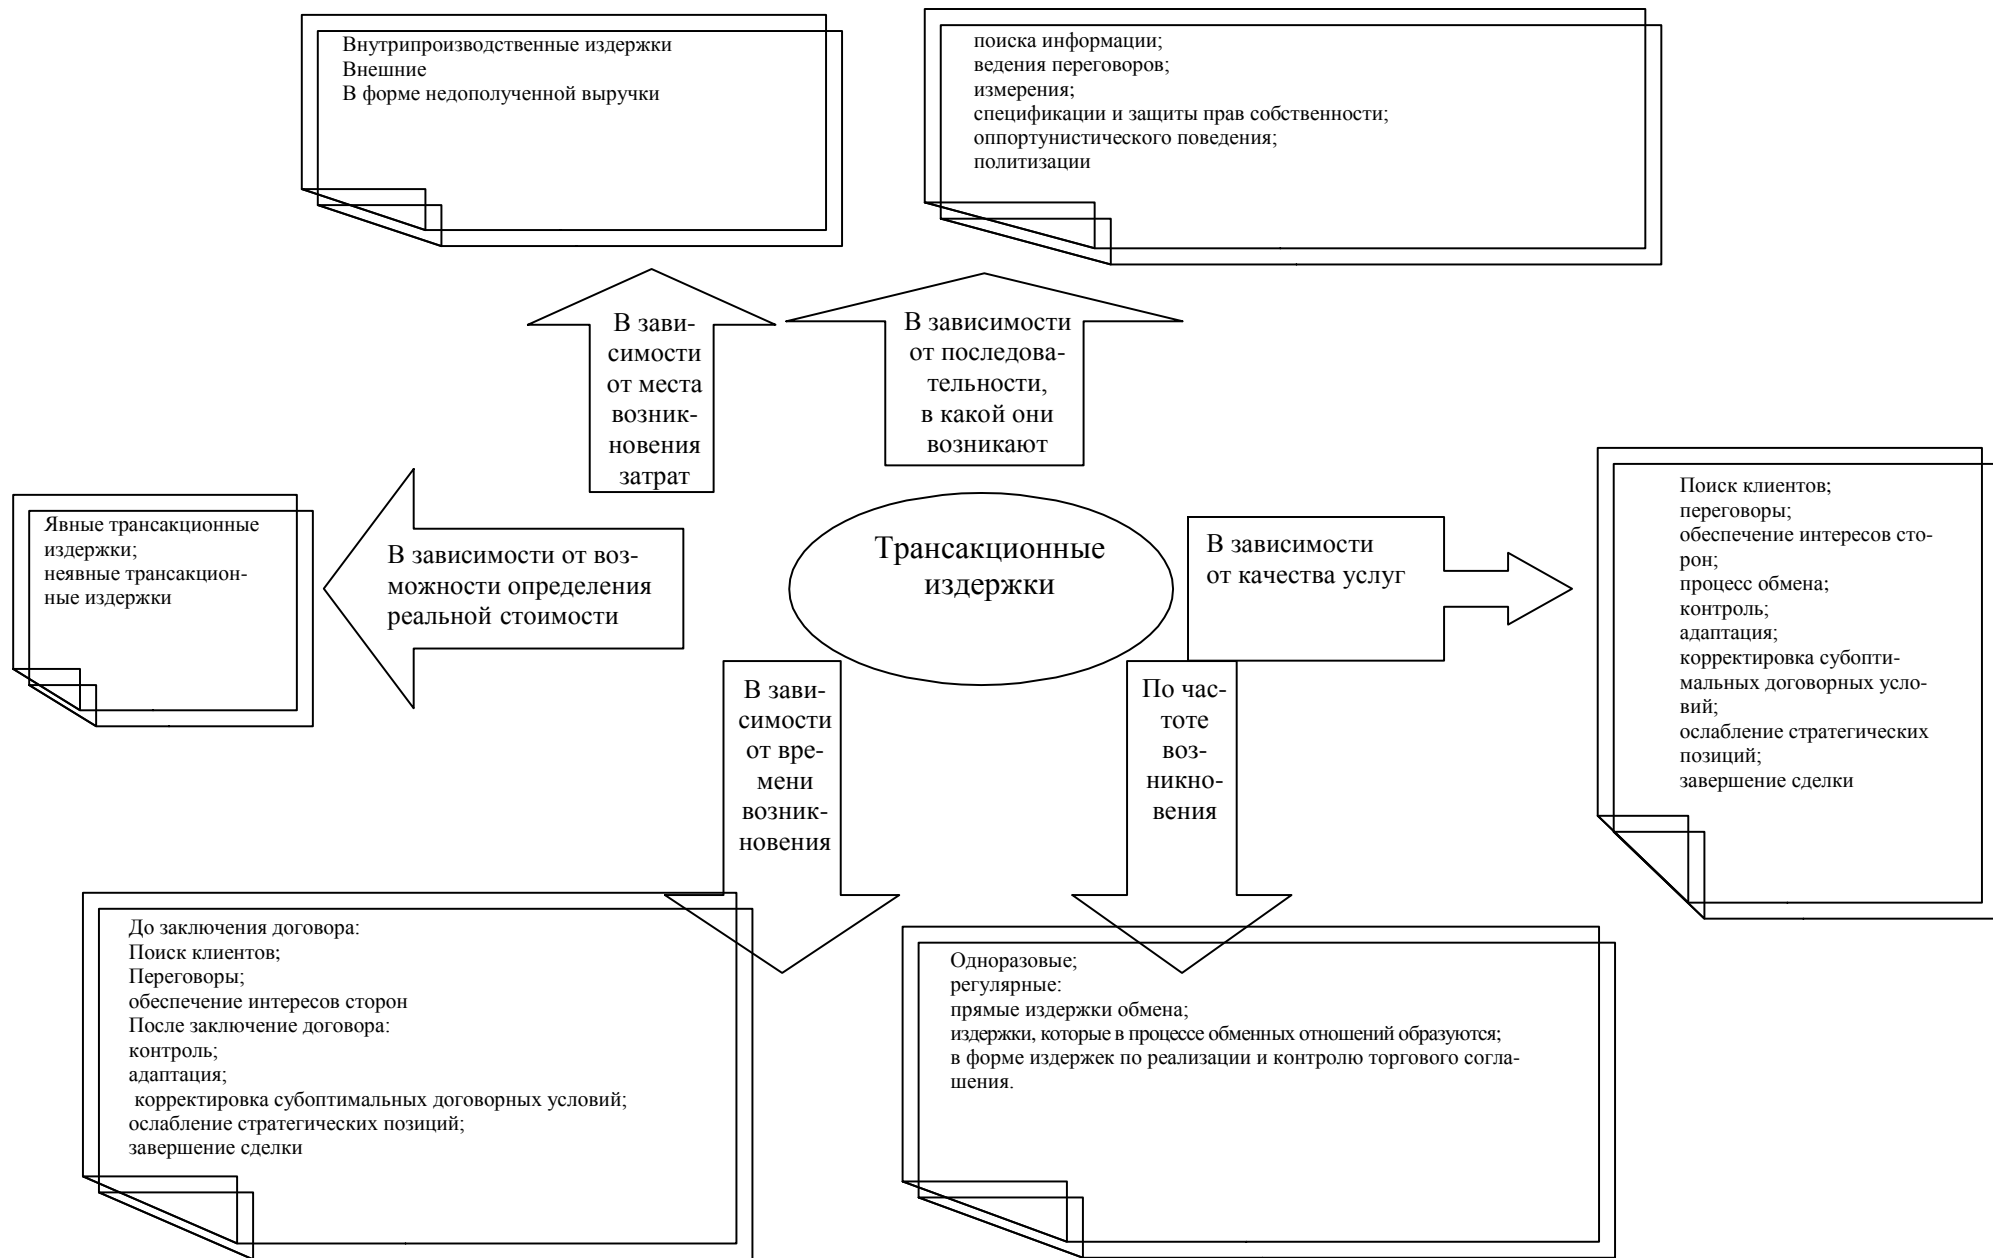 Внутрипроизводственные издержки
Внешние
В форме недополученной выручки
поиска информации;
ведения переговоров;
измерения;
спецификации и защиты прав собственности;
оппортунистического поведения;
политизации
В зави-
симости
от места
возник-
новения
затрат
В зависимости
от последова-
тельности,
в какой они
возникают
Явные трансакционные
издержки;
неявные трансакцион-
ные издержки
В зависимости от воз-
можности определения
реальной стоимости
Трансакционные
издержки
В зависимости
от качества услуг
Поиск клиентов;
переговоры;
обеспечение интересов сто-
рон;
процесс обмена;
контроль;
адаптация;
корректировка субопти-
мальных договорных усло-
вий;
ослабление стратегических
позиций;
завершение сделки
В зави-
симости
от вре-
мени
возник-
новения
По час-
тоте
воз-
никно-
вения
До заключения договора:
Поиск клиентов;
Переговоры;
обеспечение интересов сторон
После заключение договора:
контроль;
адаптация;
корректировка субоптимальных договорных условий;
ослабление стратегических позиций;
завершение сделки
Одноразовые;
регулярные:
прямые издержки обмена;
издержки, которые в процессе обменных отношений образуются;
в форме издержек по реализации и контролю торгового согла-
шения.